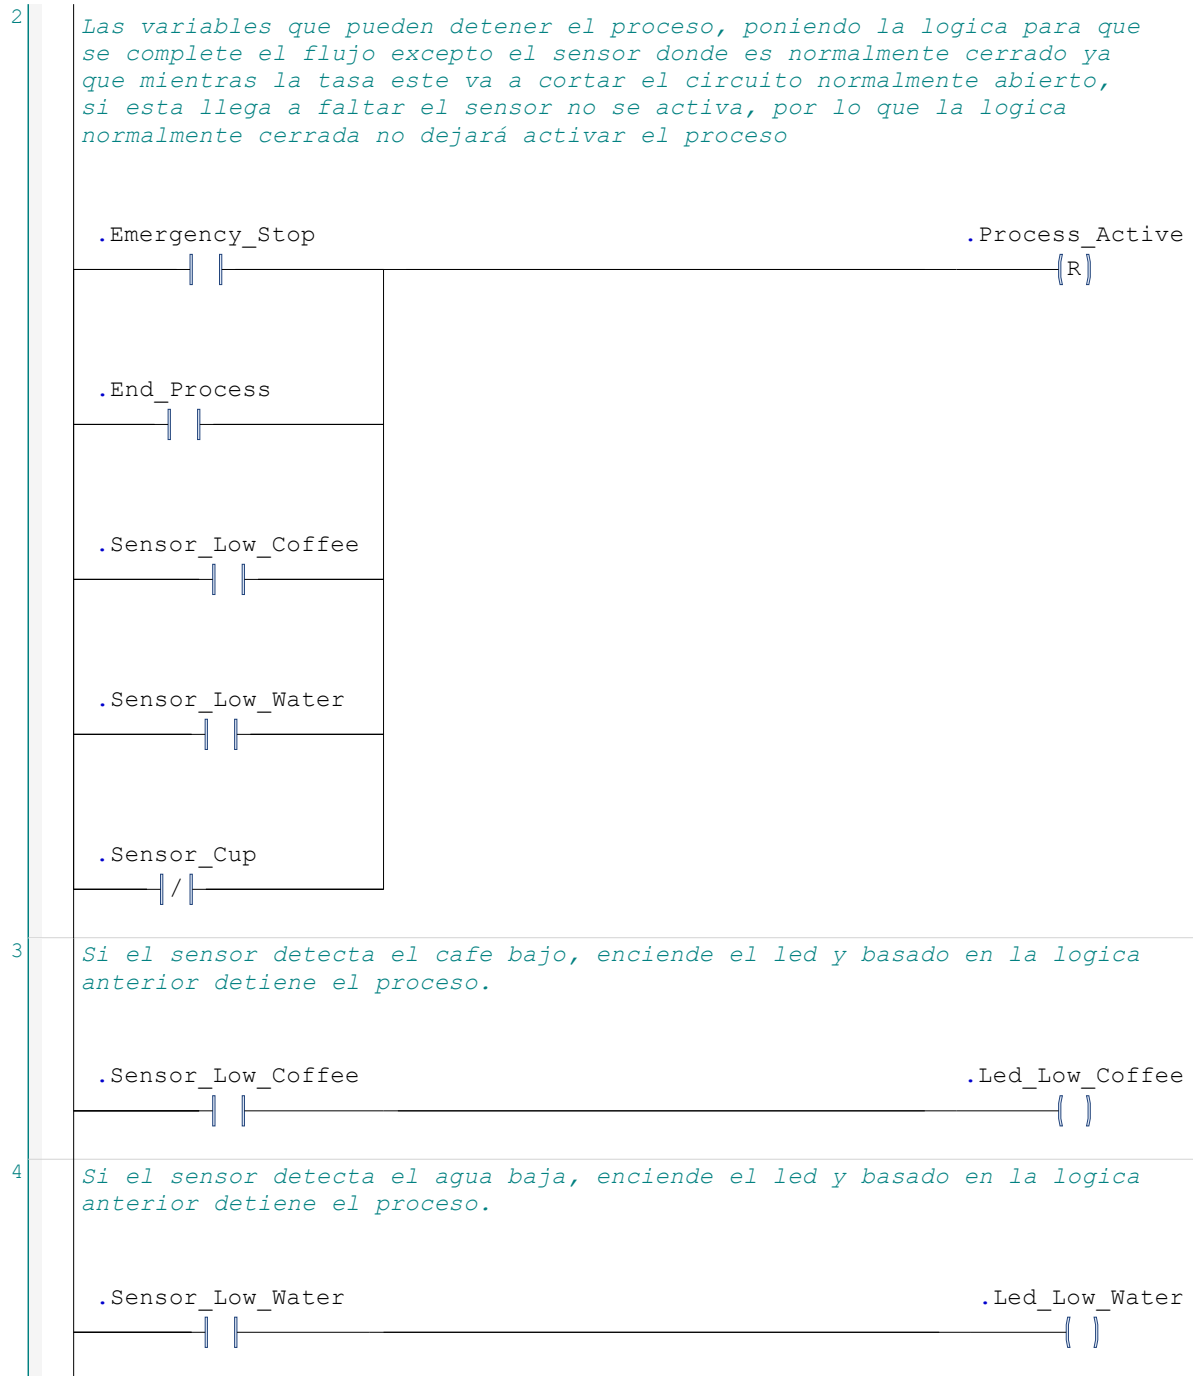 2
Las variables que pueden detener el proceso, poniendo la logica para que
se complete el flujo excepto el sensor donde es normalmente cerrado ya
que mientras la tasa este va a cortar el circuito normalmente abierto,
si esta llega a faltar el sensor no se activa, por lo que la logica
normalmente cerrada no dejará activar el proceso
.Emergency_Stop
.Process_Active
R
.End_Process
.Sensor_Low_Coffee
.Sensor_Low_Water
.Sensor_Cup
/
3
Si el sensor detecta el cafe bajo, enciende el led y basado en la logica
anterior detiene el proceso.
.Sensor_Low_Coffee
.Led_Low_Coffee
4
Si el sensor detecta el agua baja, enciende el led y basado en la logica
anterior detiene el proceso.
.Sensor_Low_Water
.Led_Low_Water